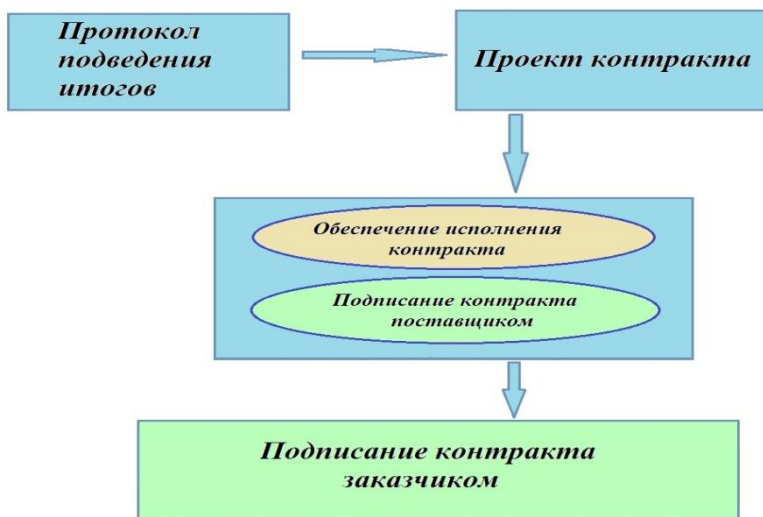 Протокол
подведения
итогов
Проект контракта
Обеспечение исполнения
контракта
Подписание контракта
поставщиком
Подписание контракта
заказчиком